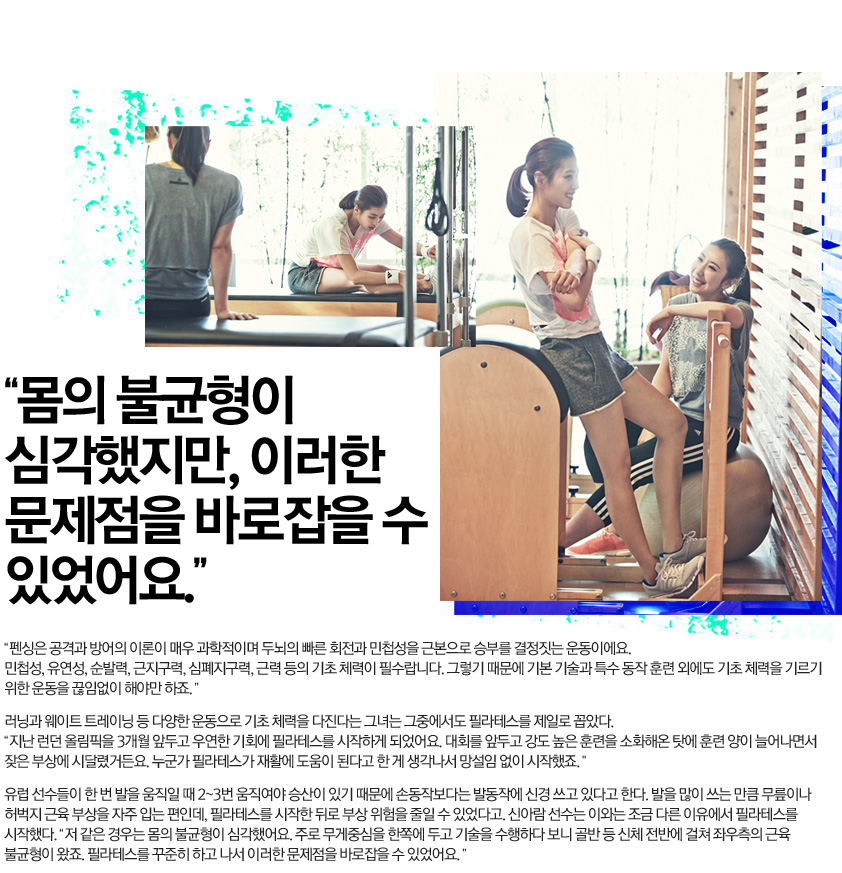 “몸의 불균형이
심각했지만, 이러한
문제점을 바로잡을 수
있었어요.”
“펜싱은 공격과 방어의 이론이 매우 과학적이며 두뇌의 빠른 회전과 민첩성을 근본으로 승부를 결정짓는 운동이에요.
민첩성, 유연성, 순발력, 근지구력, 심폐지구력, 근력 등의 기초 체력이 필수랍니다. 그렇기 때문에 기본 기술과 특수 동작 훈련 외에도 기초 체력을 기르기
위한 운동을 끊임없이 해야만 하죠. ”
러닝과 웨이트 트레이닝 등 다양한 운동으로 기초 체력을 다진다는 그녀는 그중에서도 필라테스를 제일로 꼽았다.
“지난 런던 올림픽을 3개월 앞두고 우연한 기회에 필라테스를 시작하게 되었어요. 대회를 앞두고 강도 높은 훈련을 소화해온 탓에 훈련 양이 늘어나면서
잦은 부상에 시달렸거든요. 누군가 필라테스가 재활에 도움이 된다고 한 게 생각나서 망설임 없이 시작했죠. ”
유럽 선수들이 한 번 발을 움직일 때 2~3번 움직여야 승산이 있기 때문에 손동작보다는 발동작에 신경 쓰고 있다고 한다. 발을 많이 쓰는 만큼 무릎이나
허벅지 근육 부상을 자주 입는 편인데, 필라테스를 시작한 뒤로 부상 위험을 줄일 수 있었다고. 신아람 선수는 이와는 조금 다른 이유에서 필라테스를
시작했다. “저 같은 경우는 몸의 불균형이 심각했어요. 주로 무게중심을 한쪽에 두고 기술을 수행하다 보니 골반 등 신체 전반에 걸쳐 좌우측의 근육
불균형이 왔죠. 필라테스를 꾸준히 하고 나서 이러한 문제점을 바로잡을 수 있었어요. ”